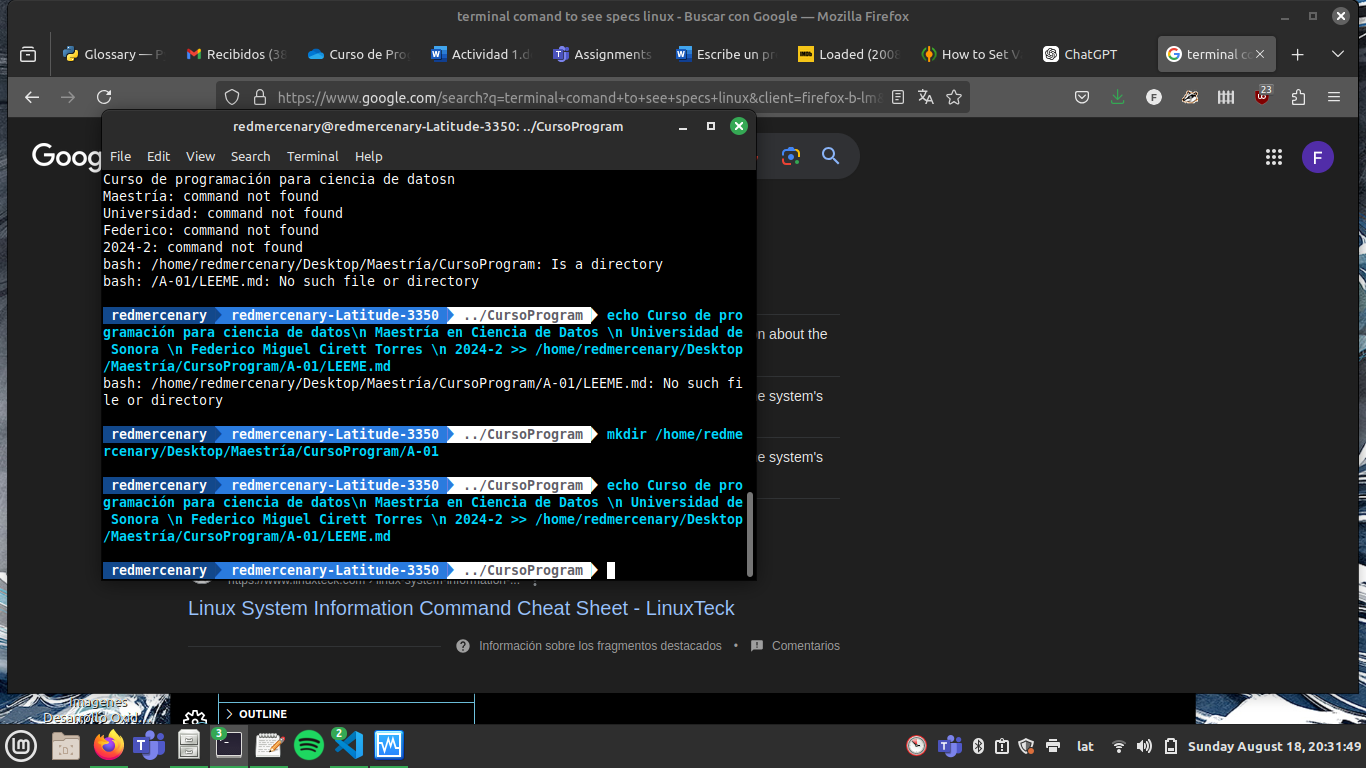 terminal comand to see specs linux - Buscar con Google — Mozilla Firefox
Glossary — P
Recibidos (38
Curso de Prog
Actividad 1.d
Assignments
Escribe un pr
Loaded (2008
How to Set V
ChatGPT
terminal co
https://www.google.com/search?q=terminal+comand+to+see+specs+linux&client=firefox-b-lm&
23
redmercenary@redmercenary-Latitude-3350: ../CursoProgram
File Edit View Search Terminal Help
Goog
F
Curso de programación para ciencia de datosn
Maestría: command not found
Universidad: command not found
Federico: command not found
2024-2: command not found
bash: /home/redmercenary/Desktop/Maestría/CursoProgram: Is a directory
bash: /A-01/LEEME.md: No such file or directory
redmercenary redmercenary-Latitude-3350 ../CursoProgram echo Curso de pro
gramación para ciencia de datos\n Maestría en Ciencia de Datos \n Universidad de
Sonora \n Federico Miguel Cirett Torres \n 2024-2 >> /home/redmercenary/Desktop
/Maestría/CursoProgram/A-01/LEEME.md
bash: /home/redmercenary/Desktop/Maestría/CursoProgram/A-01/LEEME.md: No such fi
le or directory
redmercenary redmercenary-Latitude-3350 ../CursoProgram mkdir /home/redme
rcenary/Desktop/Maestría/CursoProgram/A-01
redmercenary redmercenary-Latitude-3350 ../CursoProgram echo Curso de pro
gramación para ciencia de datos\n Maestría en Ciencia de Datos \n Universidad de
Sonora \n Federico Miguel Cirett Torres \n 2024-2 >> /home/redmercenary/Desktop
/Maestría/CursoProgram/A-01/LEEME.md
redmercenary redmercenary-Latitude-3350 ../CursoProgram
n about the
e system's
e system's
https://www.linuxteck.com › linux-system-information-...
Linux System Information Command Cheat Sheet - LinuxTeck
Información sobre los fragmentos destacados • Comentarios
Imagenes
Desarrollo Oxid
OUTLINE
3
2
lat
Sunday August 18, 20:31:49